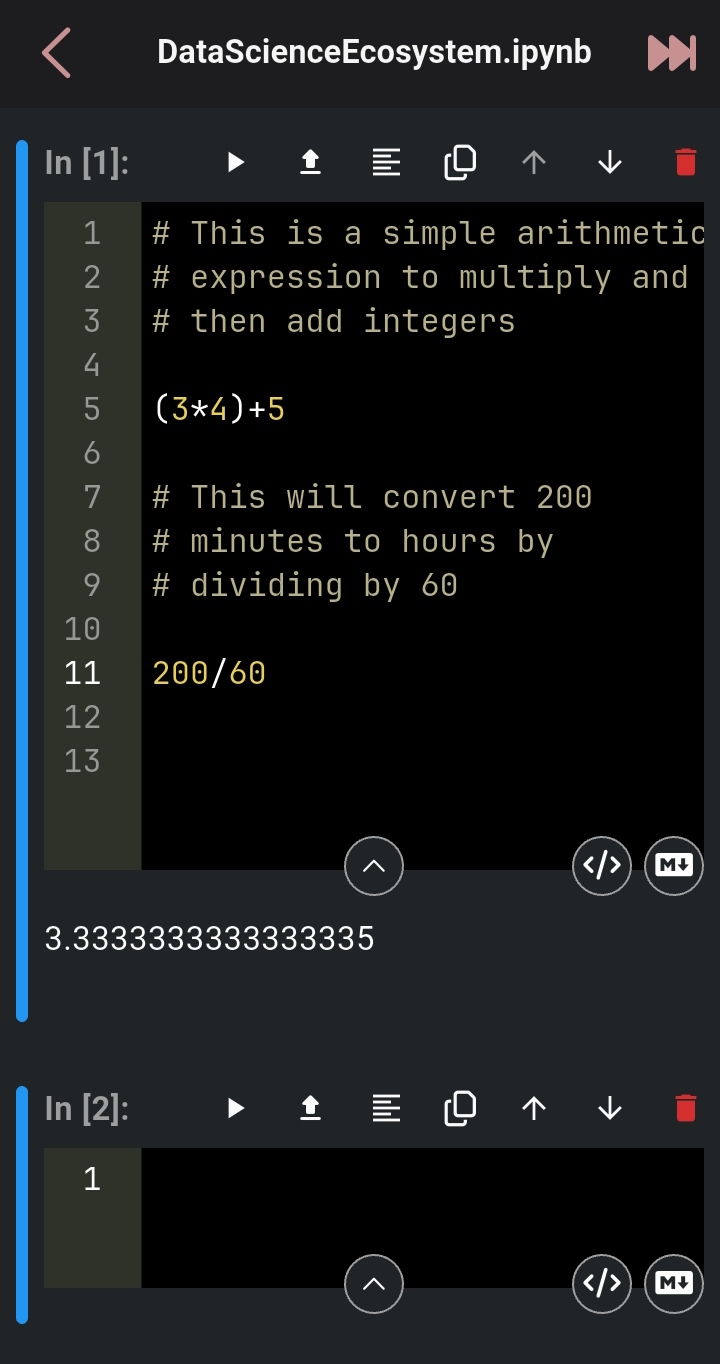 DataScienceEcosystem.ipynb
In [1]:
1 # This is a simple arithmetic
2 # expression to multiply and
3 # then add integers
4
5 (3*4)+5
6
7 # This will convert 200
8 # minutes to hours by
9 # dividing by 60
10
11 200/60
12
13
</> M↓
3.3333333333333335
In [2]:
1
</> M↓